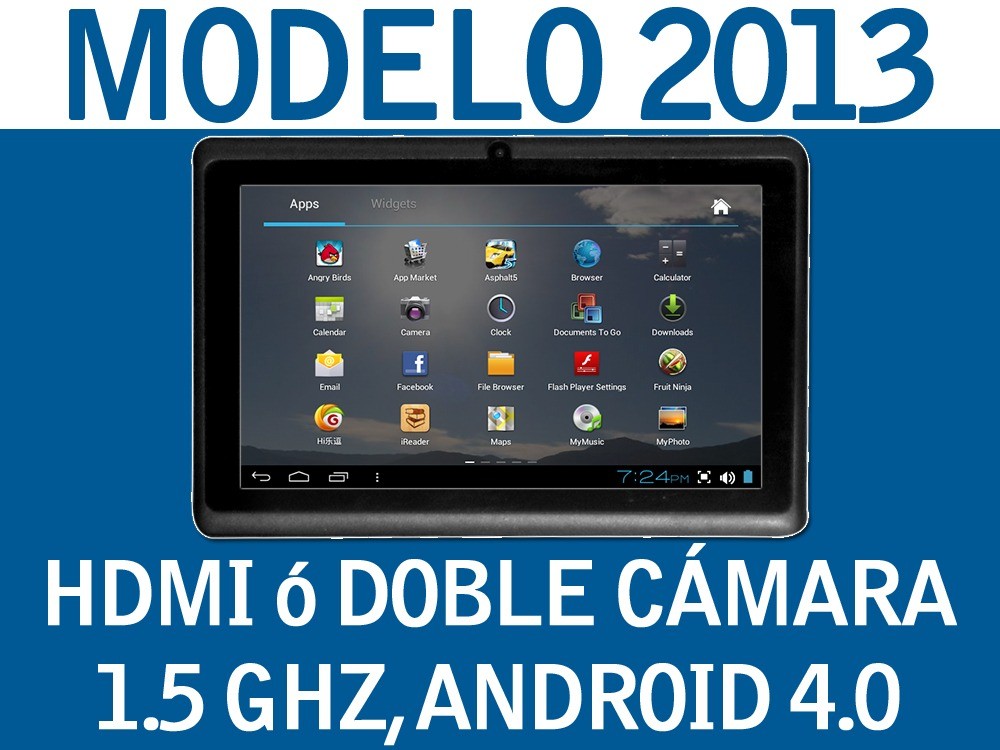 MODELO 2013
Apps Widgets
Angry Birds App Market Asphalt5 Browser Calculator
Calendar Camera Clock Documents To Go Downloads
Email Facebook File Browser Flash Player Settings Fruit Ninja
Hi乐逗 iReader Maps MyMusic MyPhoto
7:24PM
HDMI ó DOBLE CÁMARA
1.5 GHZ, ANDROID 4.0